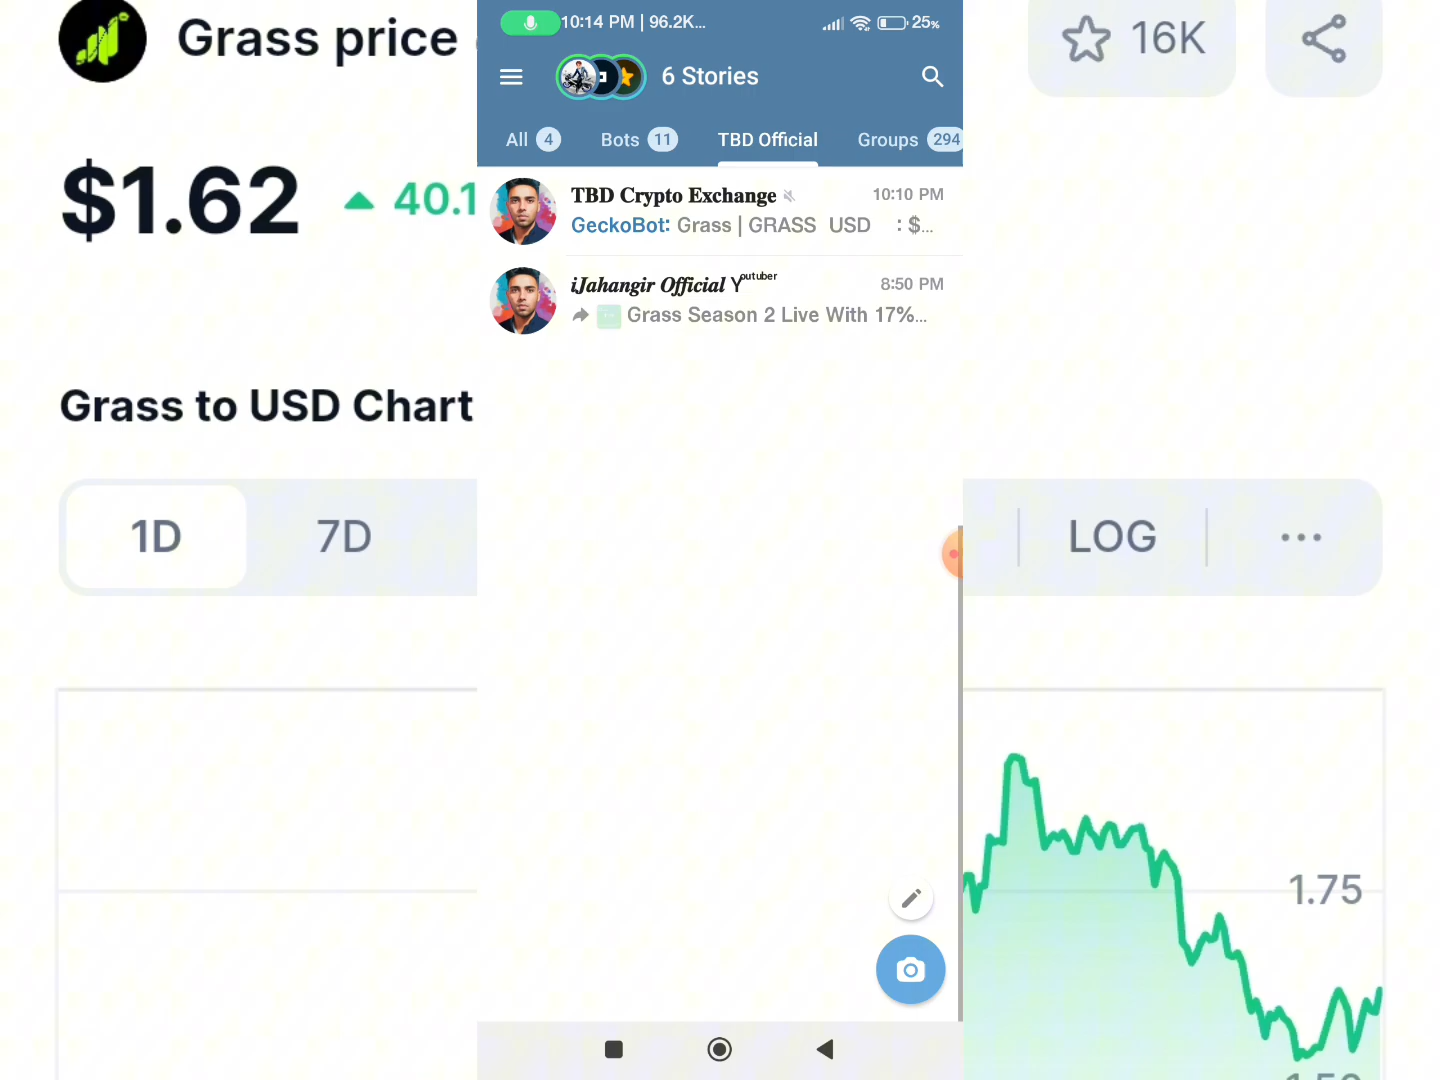 Grass price
16K
$1.62
40.1
Grass to USD Chart
1D
7D
LOG
...
1.75
10:14 PM | 96.2K...
25%
6 Stories
All 4
Bots 11
TBD Official
Groups 294
TBD Crypto Exchange
10:10 PM
GeckoBot: Grass | GRASS USD : $...
iJahangir Official Youtuber
8:50 PM
Grass Season 2 Live With 17%...